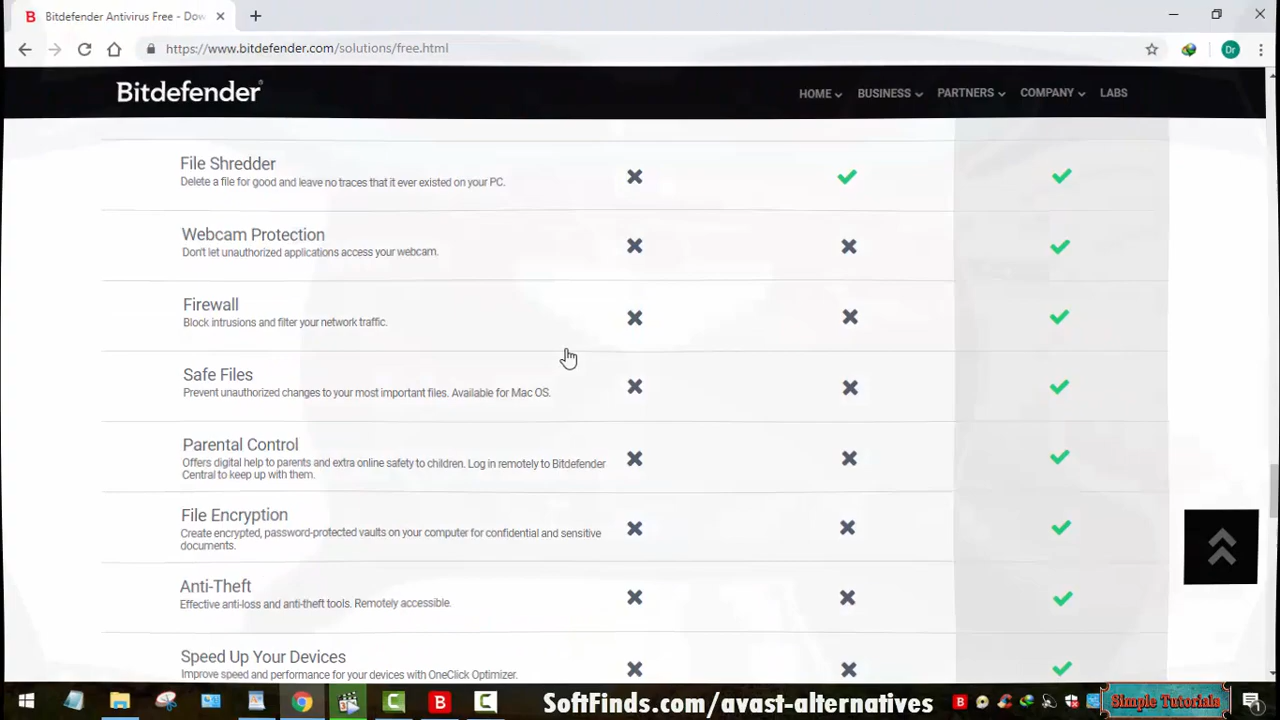 Bitdefender Antivirus Free - Dow
https://www.bitdefender.com/solutions/free.html
Dr
Bitdefender
HOME BUSINESS PARTNERS COMPANY LABS
File Shredder
Delete a file for good and leave no traces that it ever existed on your PC.
Webcam Protection
Don't let unauthorized applications access your webcam.
Firewall
Block intrusions and filter your network traffic.
Safe Files
Prevent unauthorized changes to your most important files. Available for Mac OS.
Parental Control
Offers digital help to parents and extra online safety to children. Log in remotely to Bitdefender
Central to keep up with them.
File Encryption
Create encrypted, password-protected vaults on your computer for confidential and sensitive
documents.
Anti-Theft
Effective anti-loss and anti-theft tools. Remotely accessible.
Speed Up Your Devices
Improve speed and performance for your devices with OneClick Optimizer.
SoftFinds.com/avast-alternatives
Simple Tutorials